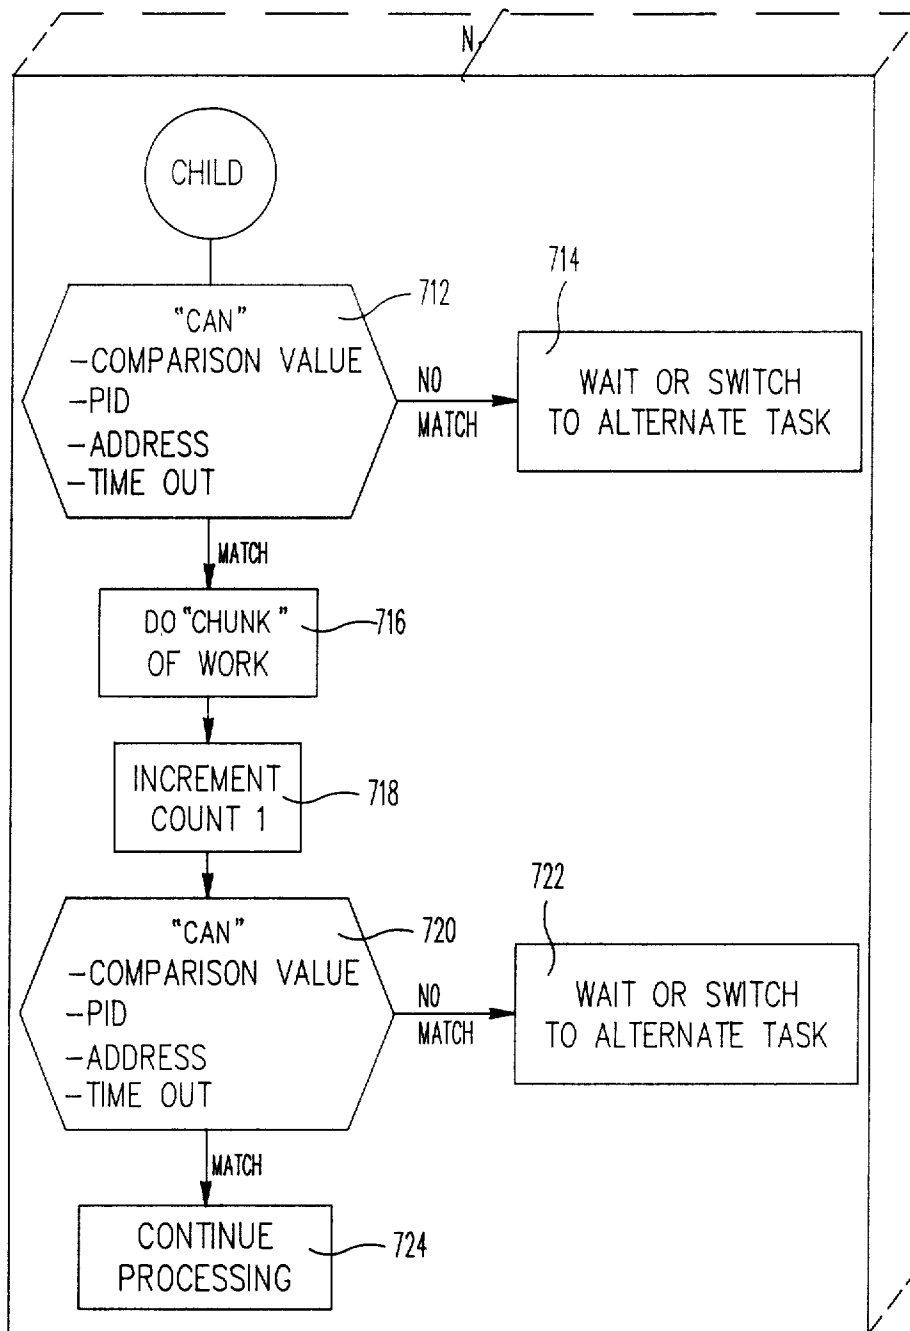 N
CHILD
712
"CAN"
-COMPARISON VALUE
-PID
-ADDRESS
-TIME OUT
NO
MATCH
714
WAIT OR SWITCH
TO ALTERNATE TASK
MATCH
DO "CHUNK"
OF WORK
716
INCREMENT
COUNT 1
718
720
"CAN"
-COMPARISON VALUE
-PID
-ADDRESS
-TIME OUT
NO
MATCH
722
WAIT OR SWITCH
TO ALTERNATE TASK
MATCH
CONTINUE
PROCESSING
724